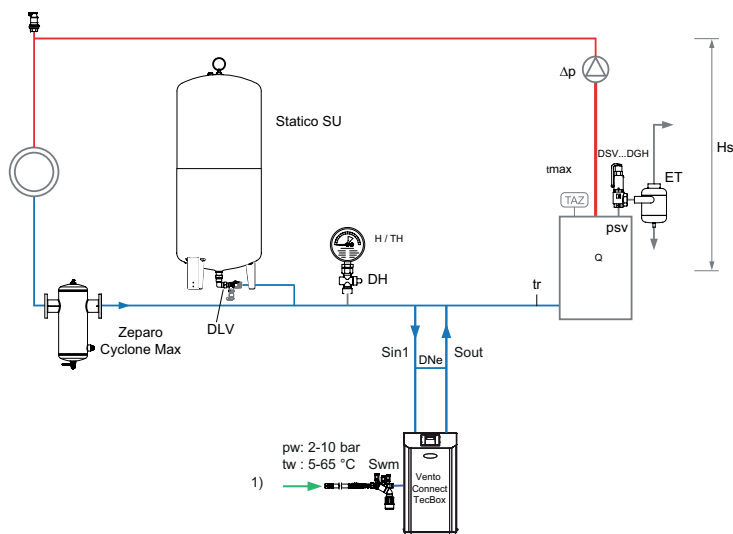 Δp
Statico SU
Hs
DSV...DGH
tmax
ET
TAZ
psv
H / TH
Q
DH
tr
DLV
Zeparo
Cyclone Max
Sin1
Sout
DNe
pw: 2-10 bar
tw : 5-65 °C
Swm
1)
Vento
Connect
TecBox